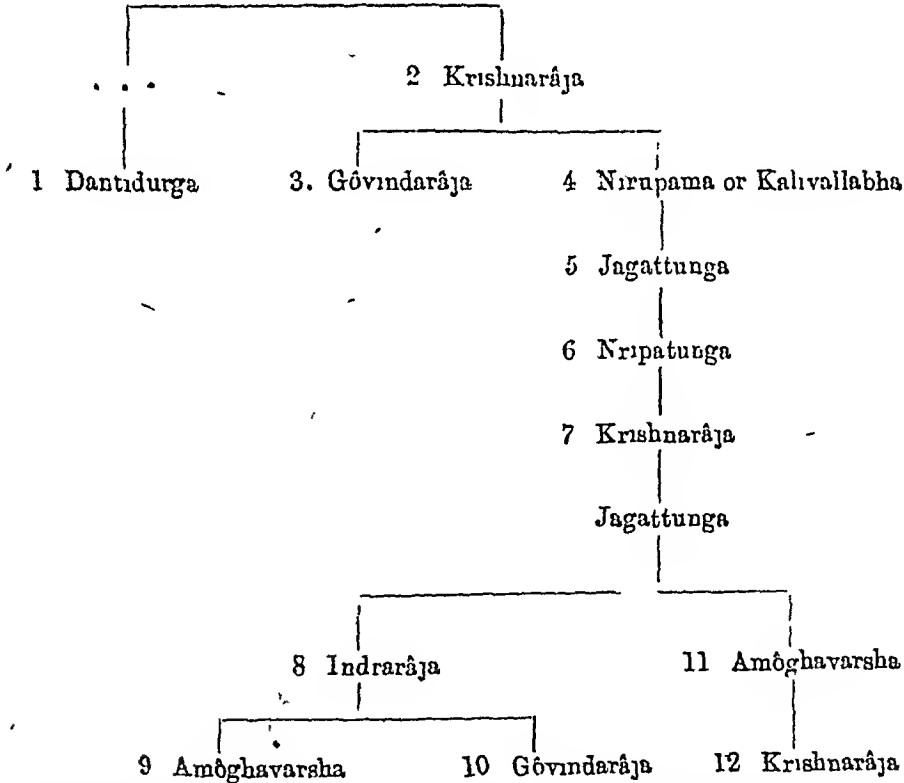 2 Krishnarâja
. . .
1 Dantidurga 3. Gôvindarâja 4 Nirupama or Kalivallabha
5 Jagattunga
6 Nripatunga
7 Krishnarâja
Jagattunga
8 Indrarâja 11 Amôghavarsha
9 Amôghavarsha 10 Gôvindarâja 12 Krishnarâja